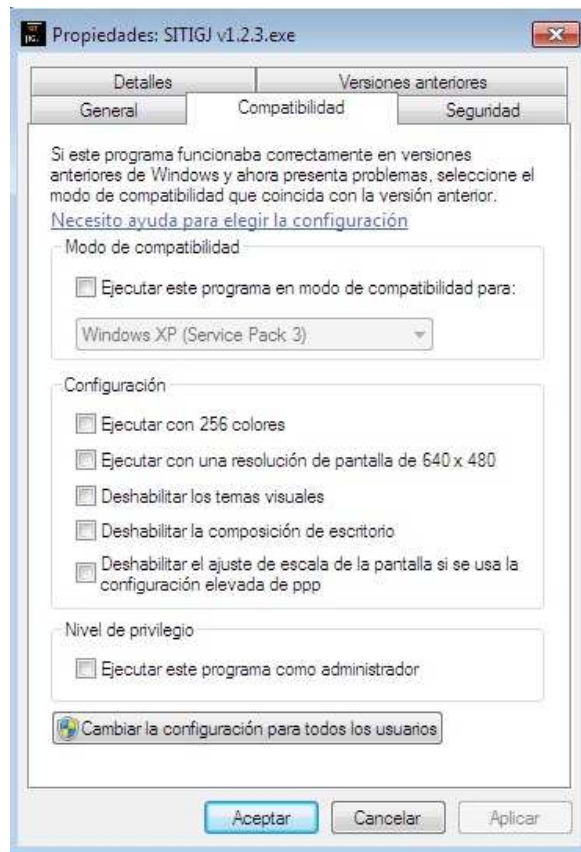 Propiedades: SITIGJ v1.2.3.exe
Detalles
Versiones anteriores
General
Compatibilidad
Seguridad
Si este programa funcionaba correctamente en versiones
anteriores de Windows y ahora presenta problemas, seleccione el
modo de compatibilidad que coincida con la versión anterior.
Necesito ayuda para elegir la configuración
Modo de compatibilidad
Ejecutar este programa en modo de compatibilidad para:
Windows XP (Service Pack 3)
Configuración
Ejecutar con 256 colores
Ejecutar con una resolución de pantalla de 640 x 480
Deshabilitar los temas visuales
Deshabilitar la composición de escritorio
Deshabilitar el ajuste de escala de la pantalla si se usa la
configuración elevada de ppp
Nivel de privilegio
Ejecutar este programa como administrador
Cambiar la configuración para todos los usuarios
Aceptar
Cancelar
Aplicar